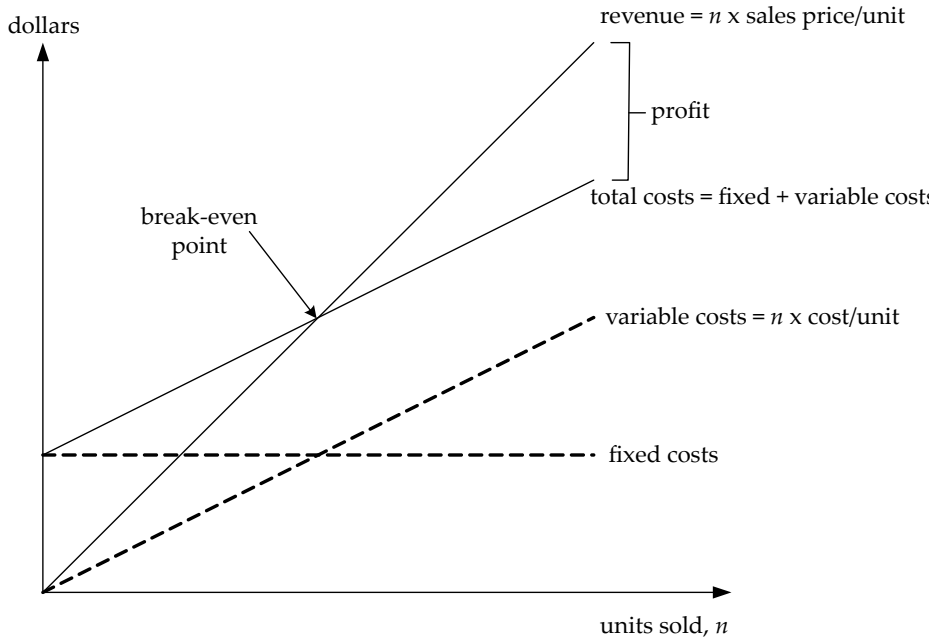 dollars
revenue = n x sales price/unit
profit
total costs = fixed + variable costs
break-even
point
variable costs = n x cost/unit
fixed costs
units sold, n